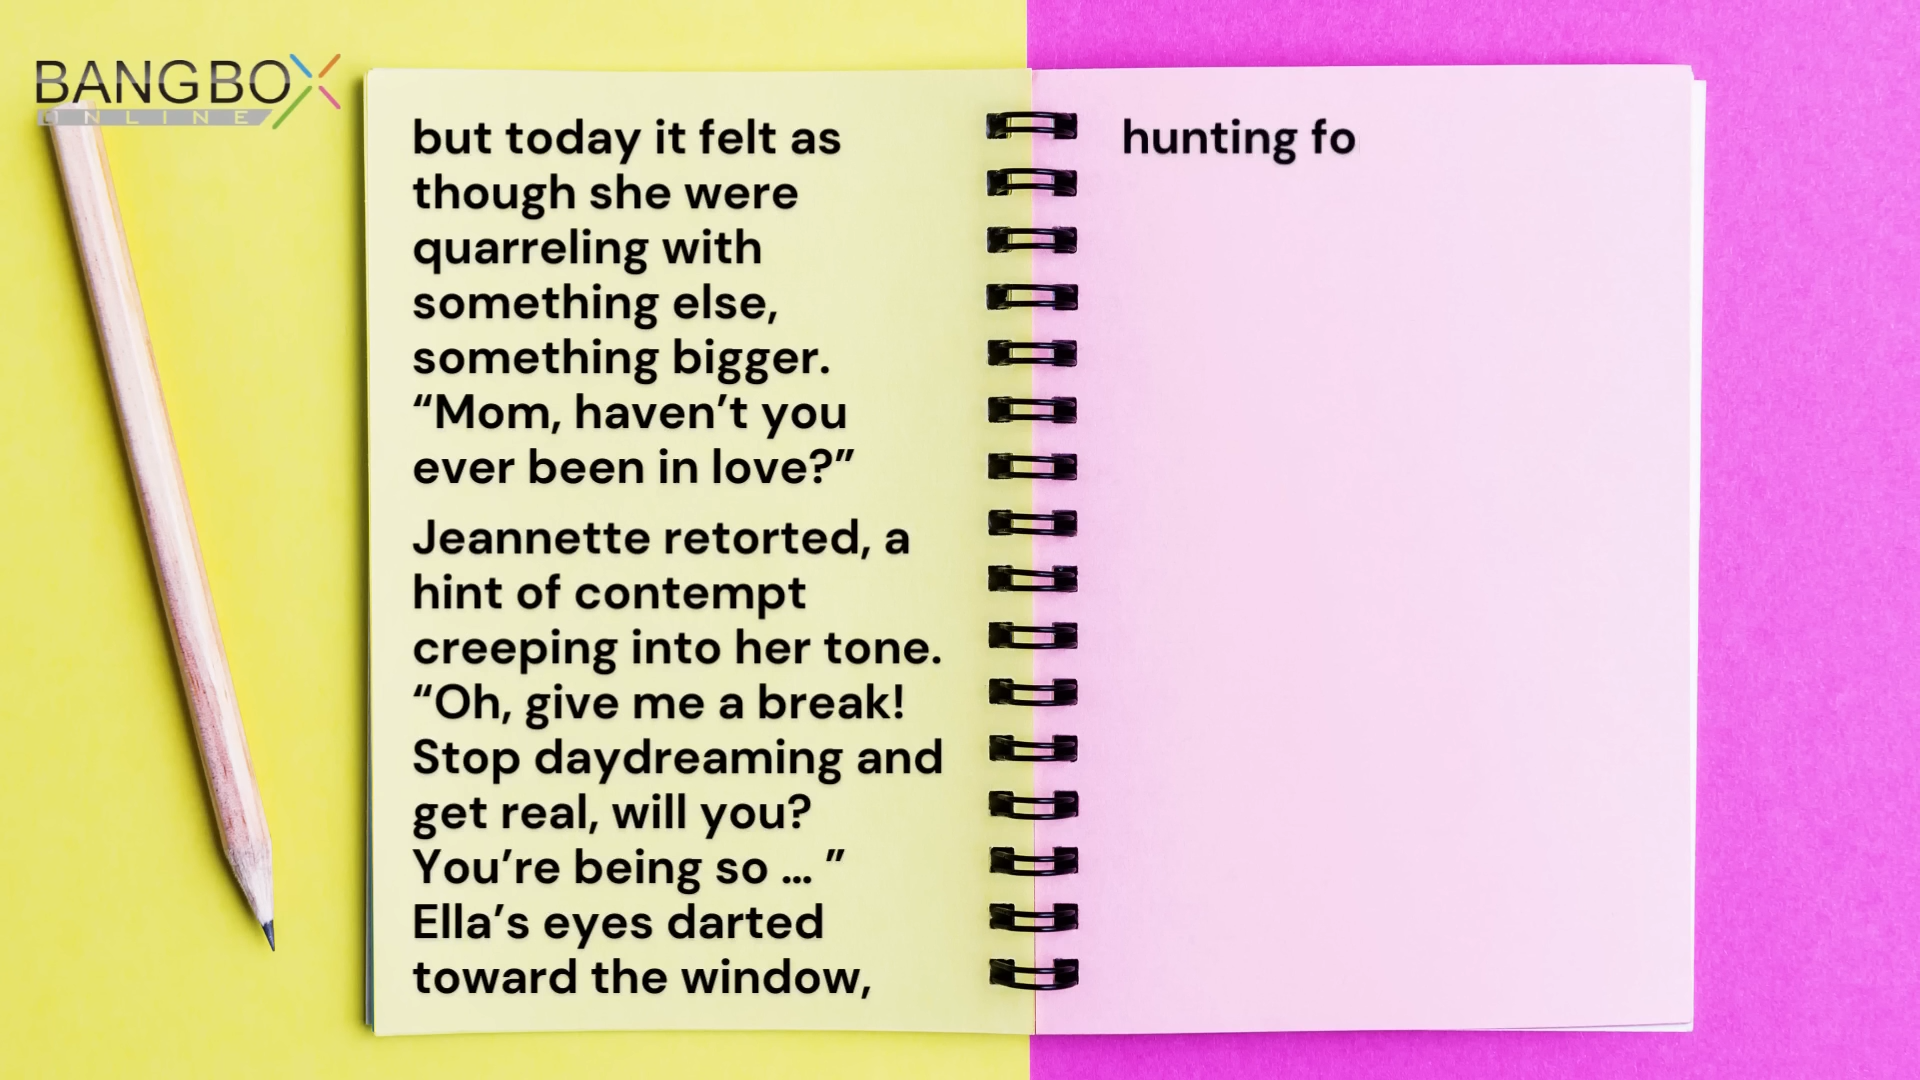 BANGBOX
ONLINE
but today it felt as
though she were
quarreling with
something else,
something bigger.
“Mom, haven’t you
ever been in love?”
Jeannette retorted, a
hint of contempt
creeping into her tone.
“Oh, give me a break!
Stop daydreaming and
get real, will you?
You’re being so ... ”
Ella’s eyes darted
toward the window,
hunting fo